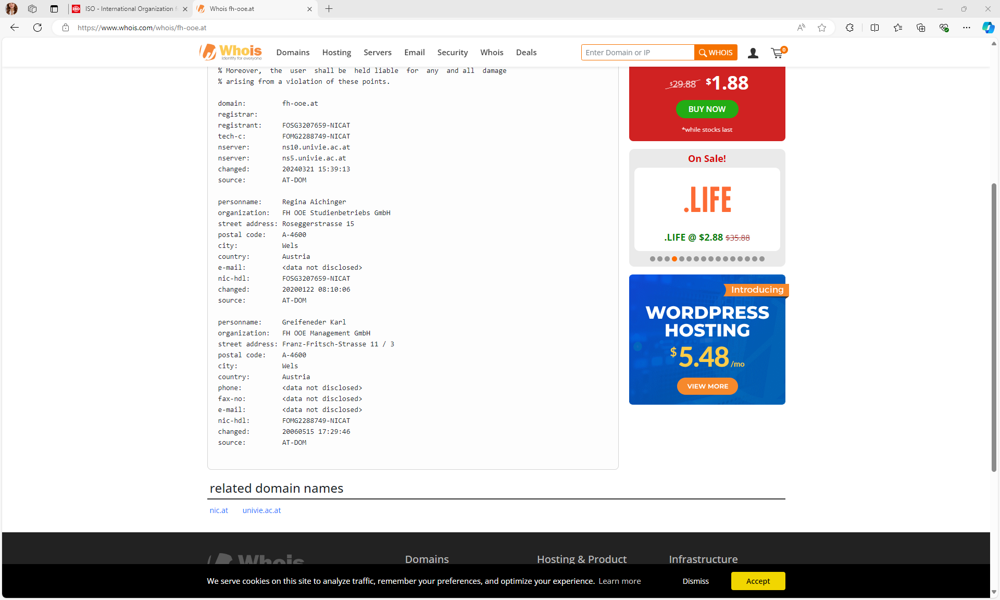 ISO - International Organization f
Whois fh-ooe.at
https://www.whois.com/whois/fh-ooe.at
Whois
Identity for everyone
Domains
Hosting
Servers
Email
Security
Whois
Deals
Enter Domain or IP
WHOIS
0
% Moreover, the user shall be held liable for any and all damage
% arising from a violation of these points.
domain: fh-ooe.at
registrar:
registrant: FOSG3207659-NICAT
tech-c: FOMG2288749-NICAT
nserver: ns10.univie.ac.at
nserver: ns5.univie.ac.at
changed: 20240321 15:39:13
source: AT-DOM
personname: Regina Aichinger
organization: FH OOE Studienbetriebs GmbH
street address: Roseggerstrasse 15
postal code: A-4600
city: Wels
country: Austria
e-mail: <data not disclosed>
nic-hdl: FOSG3207659-NICAT
changed: 20200122 08:10:06
source: AT-DOM
personname: Greifeneder Karl
organization: FH OOE Management GmbH
street address: Franz-Fritsch-Strasse 11 / 3
postal code: A-4600
city: Wels
country: Austria
phone: <data not disclosed>
fax-no: <data not disclosed>
e-mail: <data not disclosed>
nic-hdl: FOMG2288749-NICAT
changed: 20060515 17:29:46
source: AT-DOM
$29.88 $1.88
BUY NOW
*while stocks last
On Sale!
.LIFE
.LIFE @ $2.88 $35.88
Introducing
WORDPRESS
HOSTING
$5.48/mo
VIEW MORE
related domain names
nic.at
univie.ac.at
Whois
Domains
Hosting & Product
Infrastructure
We serve cookies on this site to analyze traffic, remember your preferences, and optimize your experience. Learn more
Dismiss
Accept